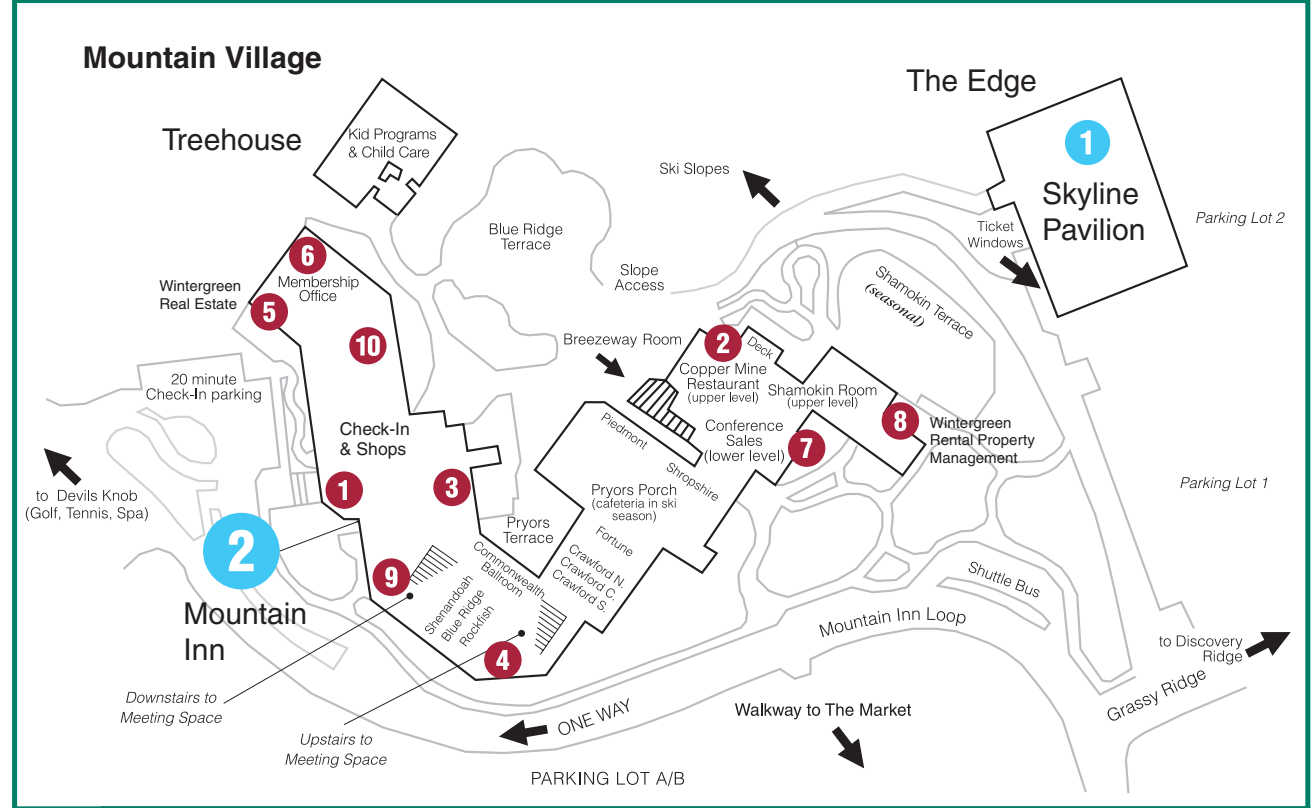 Mountain Village
The Edge
Treehouse
Kid Programs
& Child Care
1
Skyline
Pavilion
Ski Slopes
Parking Lot 2
Ticket
Windows
Blue Ridge
Terrace
Slope
Access
Shamokin Terrace
(seasonal)
6
Membership
Office
Wintergreen
Real Estate
5
10
Breezeway Room
2
Deck
Copper Mine
Restaurant
(upper level)
Shamokin Room
(upper level)
20 minute
Check-In parking
Check-In
& Shops
Piedmont
Conference
Sales
(lower level)
7
8
Wintergreen
Rental Property
Management
Shropshire
to Devils Knob
(Golf, Tennis, Spa)
1
3
Pryors Porch
(cafeteria in ski
season)
Parking Lot 1
Pryors
Terrace
Fortune
Crawford N.
Crawford C.
Crawford S.
2
Mountain
Inn
9
Commonwealth
Ballroom
Shenandoah
Blue Ridge
Rockfish
4
Shuttle Bus
Mountain Inn Loop
to Discovery
Ridge
Grassy Ridge
Downstairs to
Meeting Space
Upstairs to
Meeting Space
ONE WAY
Walkway to The Market
PARKING LOT A/B